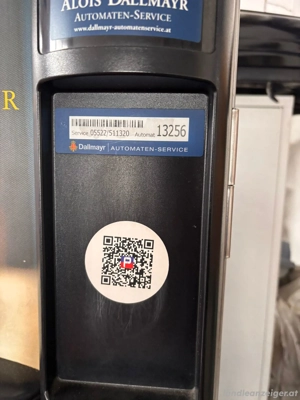 ALOIS DALLMAYR
AUTOMATEN-SERVICE
www.dallmayr-automatenservice.at
R
Service 05522/511320 Automat 13256
Dallmayr AUTOMATEN-SERVICE
P